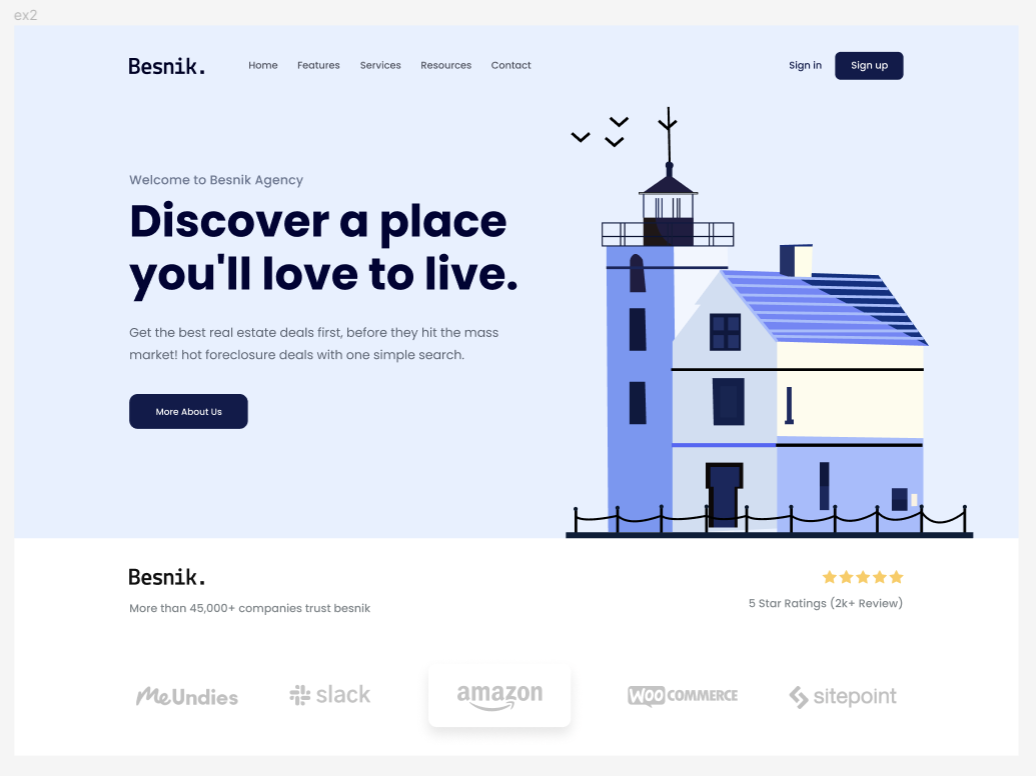 ex2
Besnik.
Home Features Services Resources Contact
Sign in Sign up
Welcome to Besnik Agency
Discover a place
you'll love to live.
Get the best real estate deals first, before they hit the mass
market! hot foreclosure deals with one simple search.
More About Us
Besnik.
More than 45,000+ companies trust besnik
5 Star Ratings (2k+ Review)
MeUndies
slack
amazon
WOO COMMERCE
sitepoint